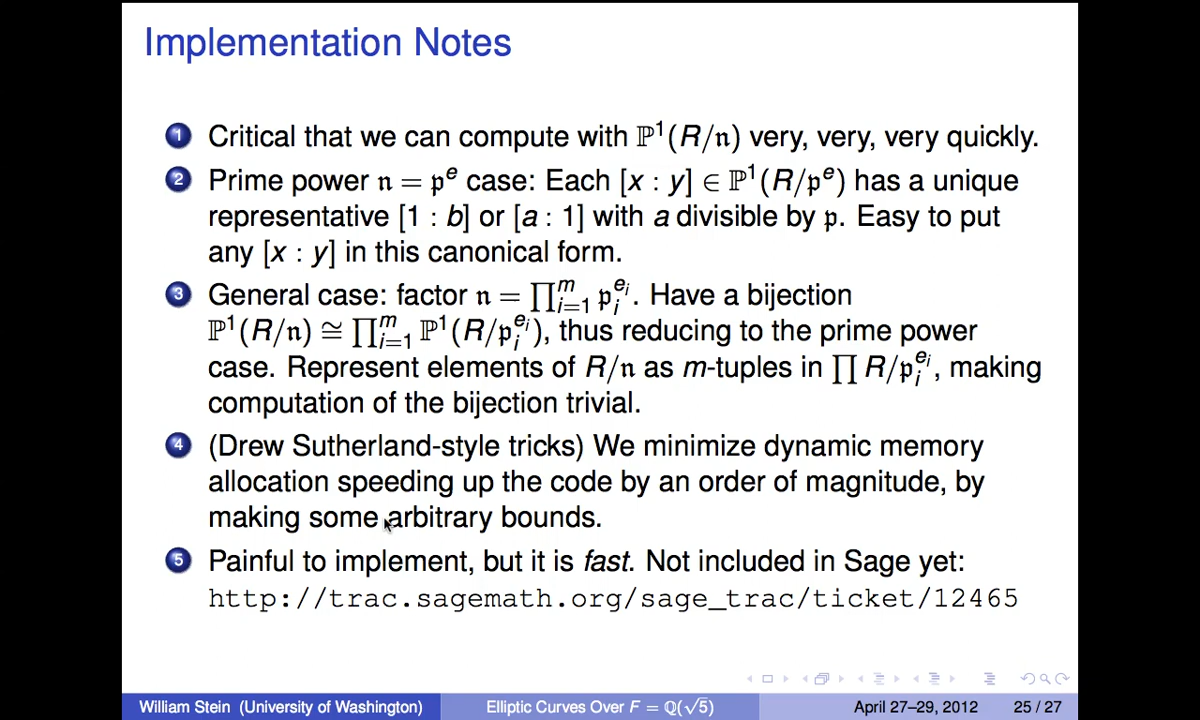 Implementation Notes
1 Critical that we can compute with ℙ¹(R/𝔫) very, very, very quickly.
2 Prime power 𝔫 = 𝔭ᵉ case: Each [x : y] ∈ ℙ¹(R/𝔭ᵉ) has a unique
representative [1 : b] or [a : 1] with a divisible by 𝔭. Easy to put
any [x : y] in this canonical form.
3 General case: factor 𝔫 = ∏_{i=1}^{m} 𝔭_i^{e_i}. Have a bijection
ℙ¹(R/𝔫) ≅ ∏_{i=1}^{m} ℙ¹(R/𝔭_i^{e_i}), thus reducing to the prime power
case. Represent elements of R/𝔫 as m-tuples in ∏ R/𝔭_i^{e_i}, making
computation of the bijection trivial.
4 (Drew Sutherland-style tricks) We minimize dynamic memory
allocation speeding up the code by an order of magnitude, by
making some arbitrary bounds.
5 Painful to implement, but it is fast. Not included in Sage yet:
http://trac.sagemath.org/sage_trac/ticket/12465
William Stein (University of Washington) Elliptic Curves Over F = ℚ(√5) April 27–29, 2012 25 / 27